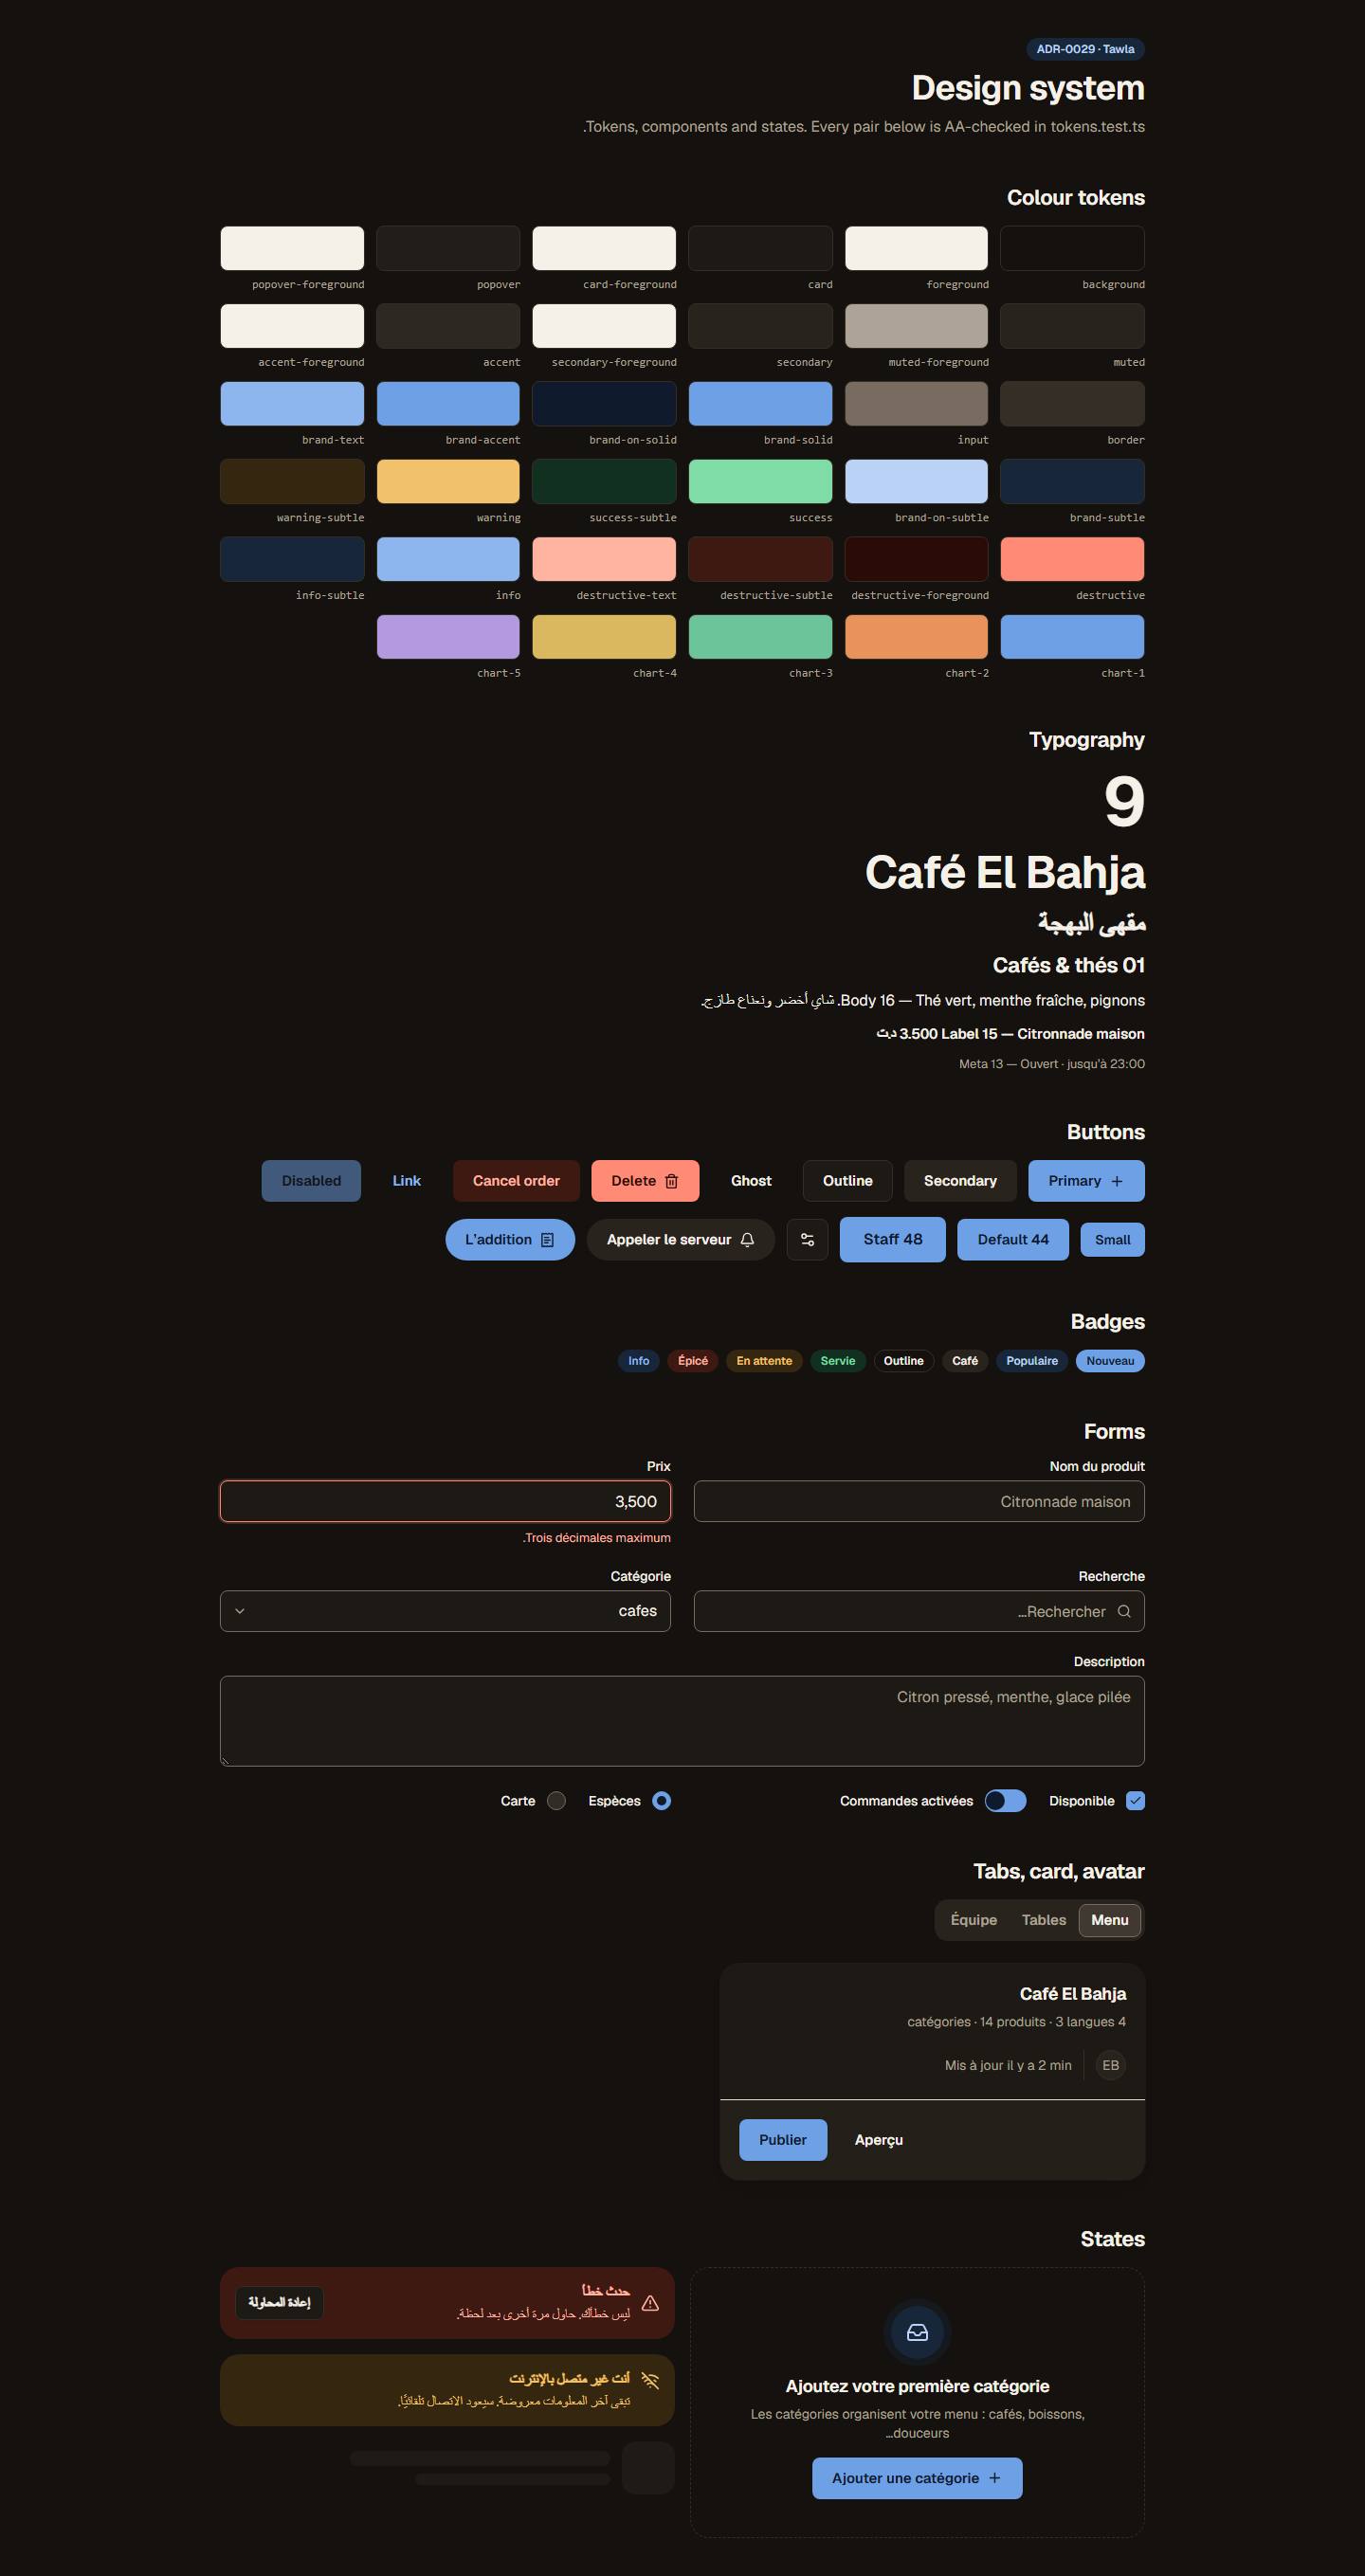 ADR-0029 · Tawla
Design system
.Tokens, components and states. Every pair below is AA-checked in tokens.test.ts
Colour tokens
background
foreground
card
card-foreground
popover
popover-foreground
muted
muted-foreground
secondary
secondary-foreground
accent
accent-foreground
border
input
brand-solid
brand-on-solid
brand-accent
brand-text
brand-subtle
brand-on-subtle
success
success-subtle
warning
warning-subtle
destructive
destructive-foreground
destructive-subtle
destructive-text
info
info-subtle
chart-1
chart-2
chart-3
chart-4
chart-5
Typography
9
Café El Bahja
مقهى البهجة
Cafés & thés 01
Body 16 — Thé vert, menthe fraîche, pignons. شاي أخضر ونعناع طازج.
Label 15 — Citronnade maison 3.500 د.ت
Meta 13 — Ouvert · jusqu'à 23:00
Buttons
Primary
Secondary
Outline
Ghost
Delete
Cancel order
Link
Disabled
Small
Default 44
Staff 48
Appeler le serveur
L'addition
Badges
Nouveau
Populaire
Café
Outline
Servie
En attente
Épicé
Info
Forms
Nom du produit
Citronnade maison
Prix
3,500
.Trois décimales maximum
Recherche
...Rechercher
Catégorie
cafes
Description
Citron pressé, menthe, glace pilée
Disponible
Commandes activées
Espèces
Carte
Tabs, card, avatar
Menu
Tables
Équipe
Café El Bahja
catégories · 14 produits · 3 langues 4
EB
Mis à jour il y a 2 min
Aperçu
Publier
States
Ajoutez votre première catégorie
Les catégories organisent votre menu : cafés, boissons,
...douceurs
Ajouter une catégorie
حدث خطأ
ليس خطأك. حاول مرة أخرى بعد لحظة.
إعادة المحاولة
أنت غير متصل بالإنترنت
تبقى آخر المعلومات معروضة. سيعود الاتصال تلقائيًا.